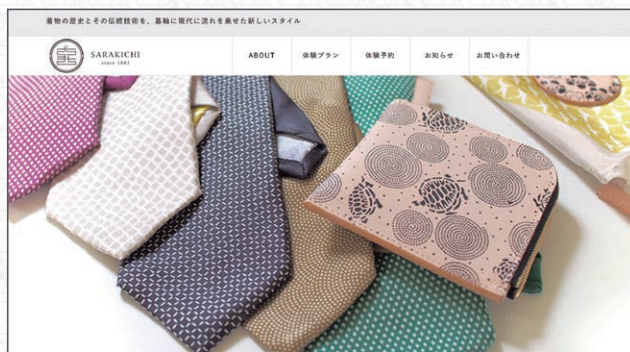 着物の歴史とその伝統技術を、基軸に現代に流れを乗せた新しいスタイル
SARAKICHI
since 1882
ABOUT
体験プラン
体験予約
お知らせ
お問い合わせ